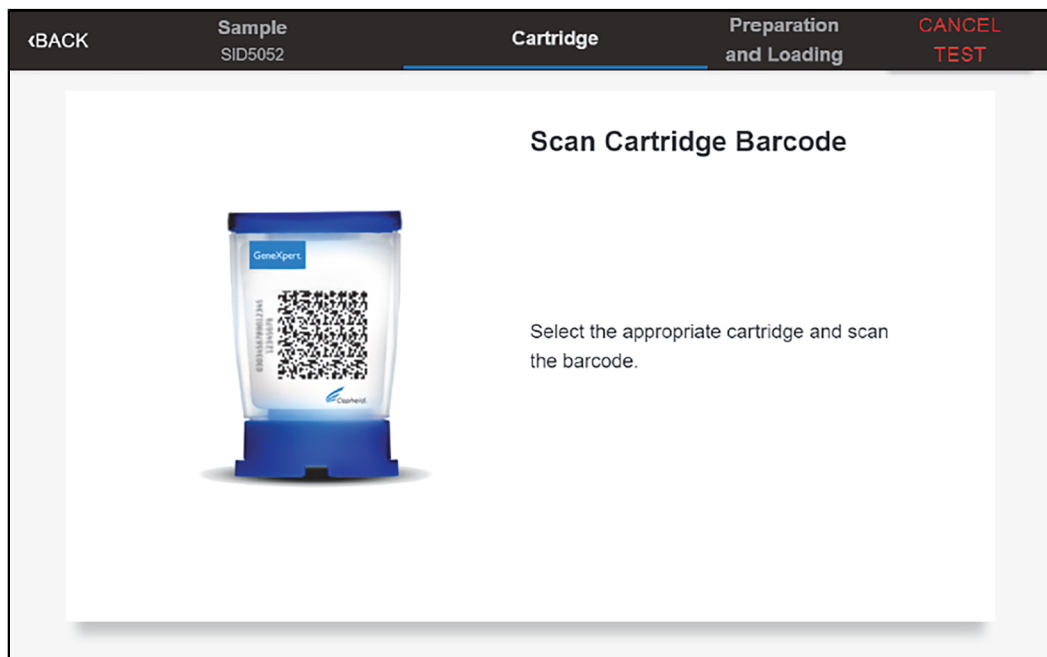 ‹BACK
Sample
SID5052
Cartridge
Preparation
and Loading
CANCEL
TEST
Scan Cartridge Barcode
GeneXpert
Cepheid.
Select the appropriate cartridge and scan
the barcode.